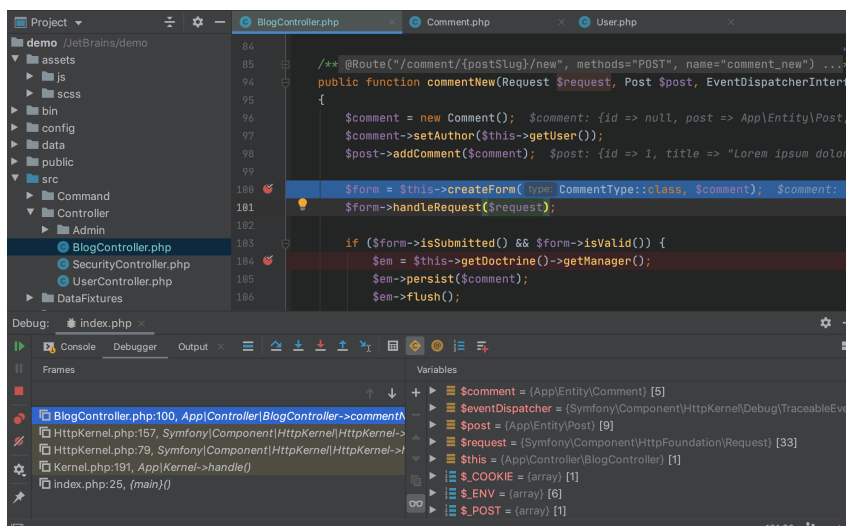 Project
BlogController.php
Comment.php
User.php
demo /JetBrains/demo
assets
js
scss
bin
config
data
public
src
Command
Controller
Admin
BlogController.php
SecurityController.php
UserController.php
DataFixtures
84
85 /** @Route("/comment/{postSlug}/new", methods="POST", name="comment_new") ...
94 public function commentNew(Request $request, Post $post, EventDispatcherInterf
95 {
96 $comment = new Comment(); $comment: {id => null, post => App\Entity\Post,
97 $comment->setAuthor($this->getUser());
98 $post->addComment($comment); $post: {id => 1, title => "Lorem ipsum dolor
99
100 $form = $this->createForm( type: CommentType::class, $comment); $comment:
101 $form->handleRequest($request);
102
103 if ($form->isSubmitted() && $form->isValid()) {
104 $em = $this->getDoctrine()->getManager();
105 $em->persist($comment);
106 $em->flush();
Debug: index.php
Console Debugger Output
Frames
Variables
BlogController.php:100, App|Controller|BlogController->commentN
HttpKernel.php:157, Symfony|Component|HttpKernel|HttpKernel->
HttpKernel.php:79, Symfony|Component|HttpKernel|HttpKernel->h
Kernel.php:191, App|Kernel->handle()
index.php:25, {main}()
$comment = {App\Entity\Comment} [5]
$eventDispatcher = {Symfony\Component\HttpKernel\Debug\TraceableEve
$post = {App\Entity\Post} [9]
$request = {Symfony\Component\HttpFoundation\Request} [33]
$this = {App\Controller\BlogController} [1]
$_COOKIE = {array} [1]
$_ENV = {array} [6]
$_POST = {array} [1]